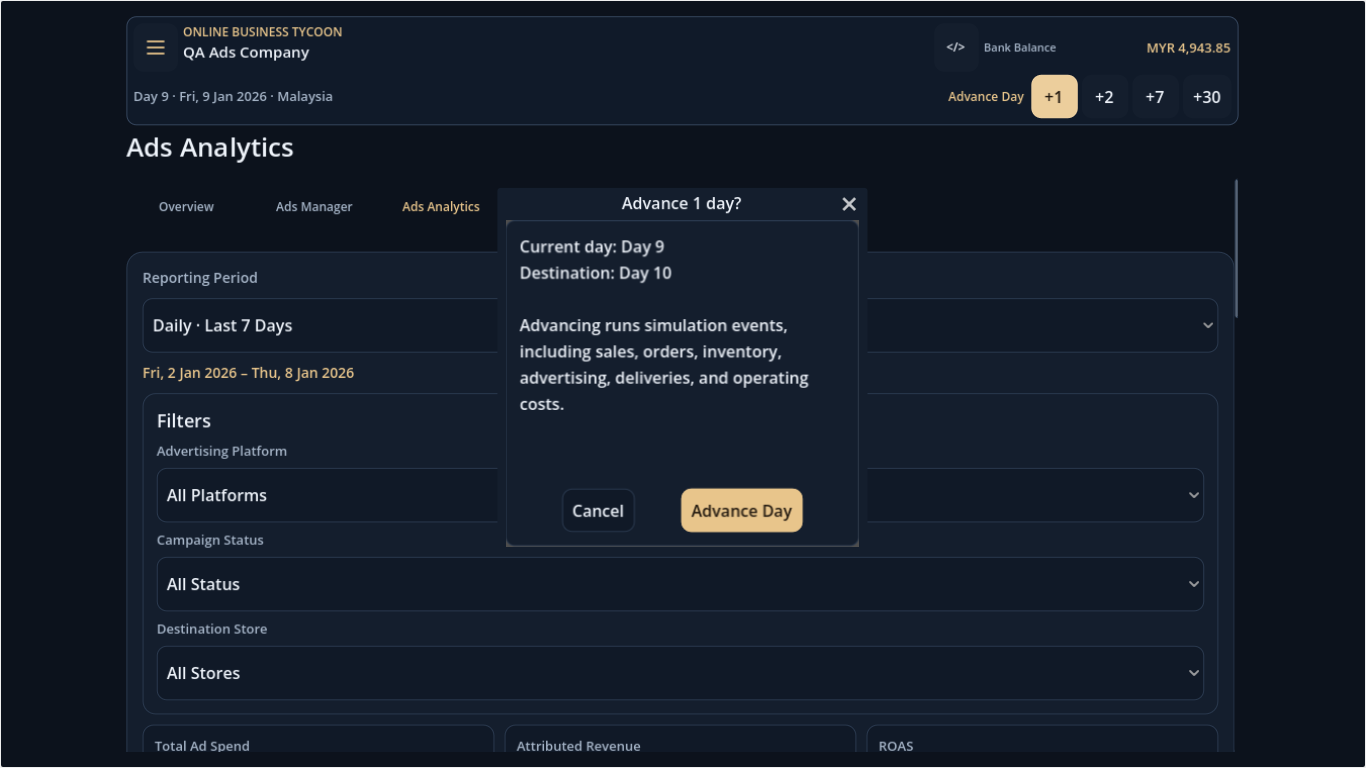 ONLINE BUSINESS TYCOON
QA Ads Company
</> Bank Balance MYR 4,943.85
Day 9 · Fri, 9 Jan 2026 · Malaysia
Advance Day +1 +2 +7 +30
Ads Analytics
Overview Ads Manager Ads Analytics
Advance 1 day?
Current day: Day 9
Destination: Day 10
Advancing runs simulation events,
including sales, orders, inventory,
advertising, deliveries, and operating
costs.
Cancel Advance Day
Reporting Period
Daily · Last 7 Days
Fri, 2 Jan 2026 – Thu, 8 Jan 2026
Filters
Advertising Platform
All Platforms
Campaign Status
All Status
Destination Store
All Stores
Total Ad Spend Attributed Revenue ROAS